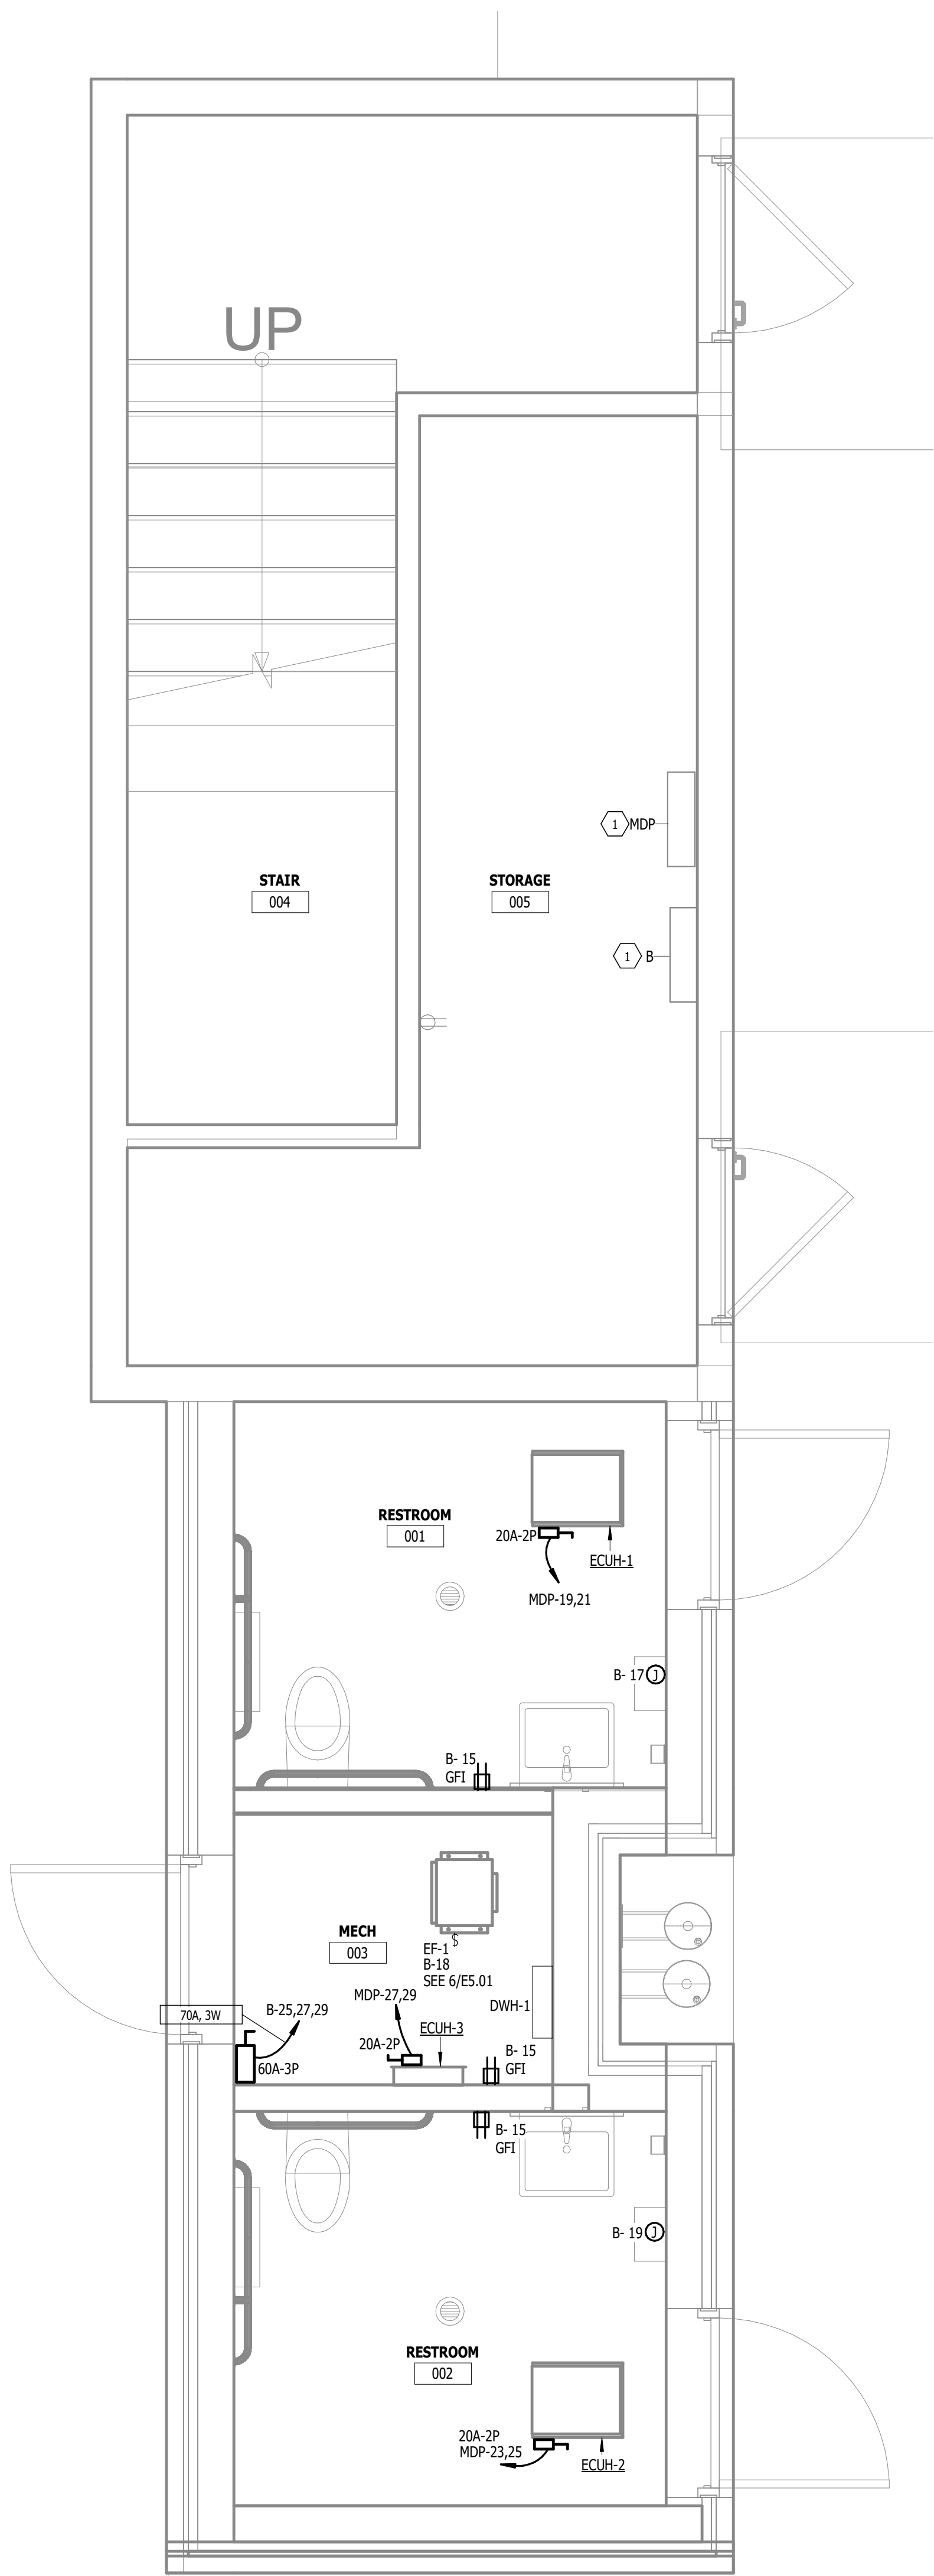 UP
1 MDP
STAIR
004
STORAGE
005
1 B
RESTROOM
001
20A-2P
ECUH-1
MDP-19,21
B- 17 J
B- 15
GFI
MECH
003
EF-1 $
B-18
SEE 6/E5.01
MDP-27,29
DWH-1
70A, 3W
B-25,27,29
ECUH-3
20A-2P
B- 15
GFI
60A-3P
B- 15
GFI
B- 19 J
RESTROOM
002
20A-2P
MDP-23,25
ECUH-2